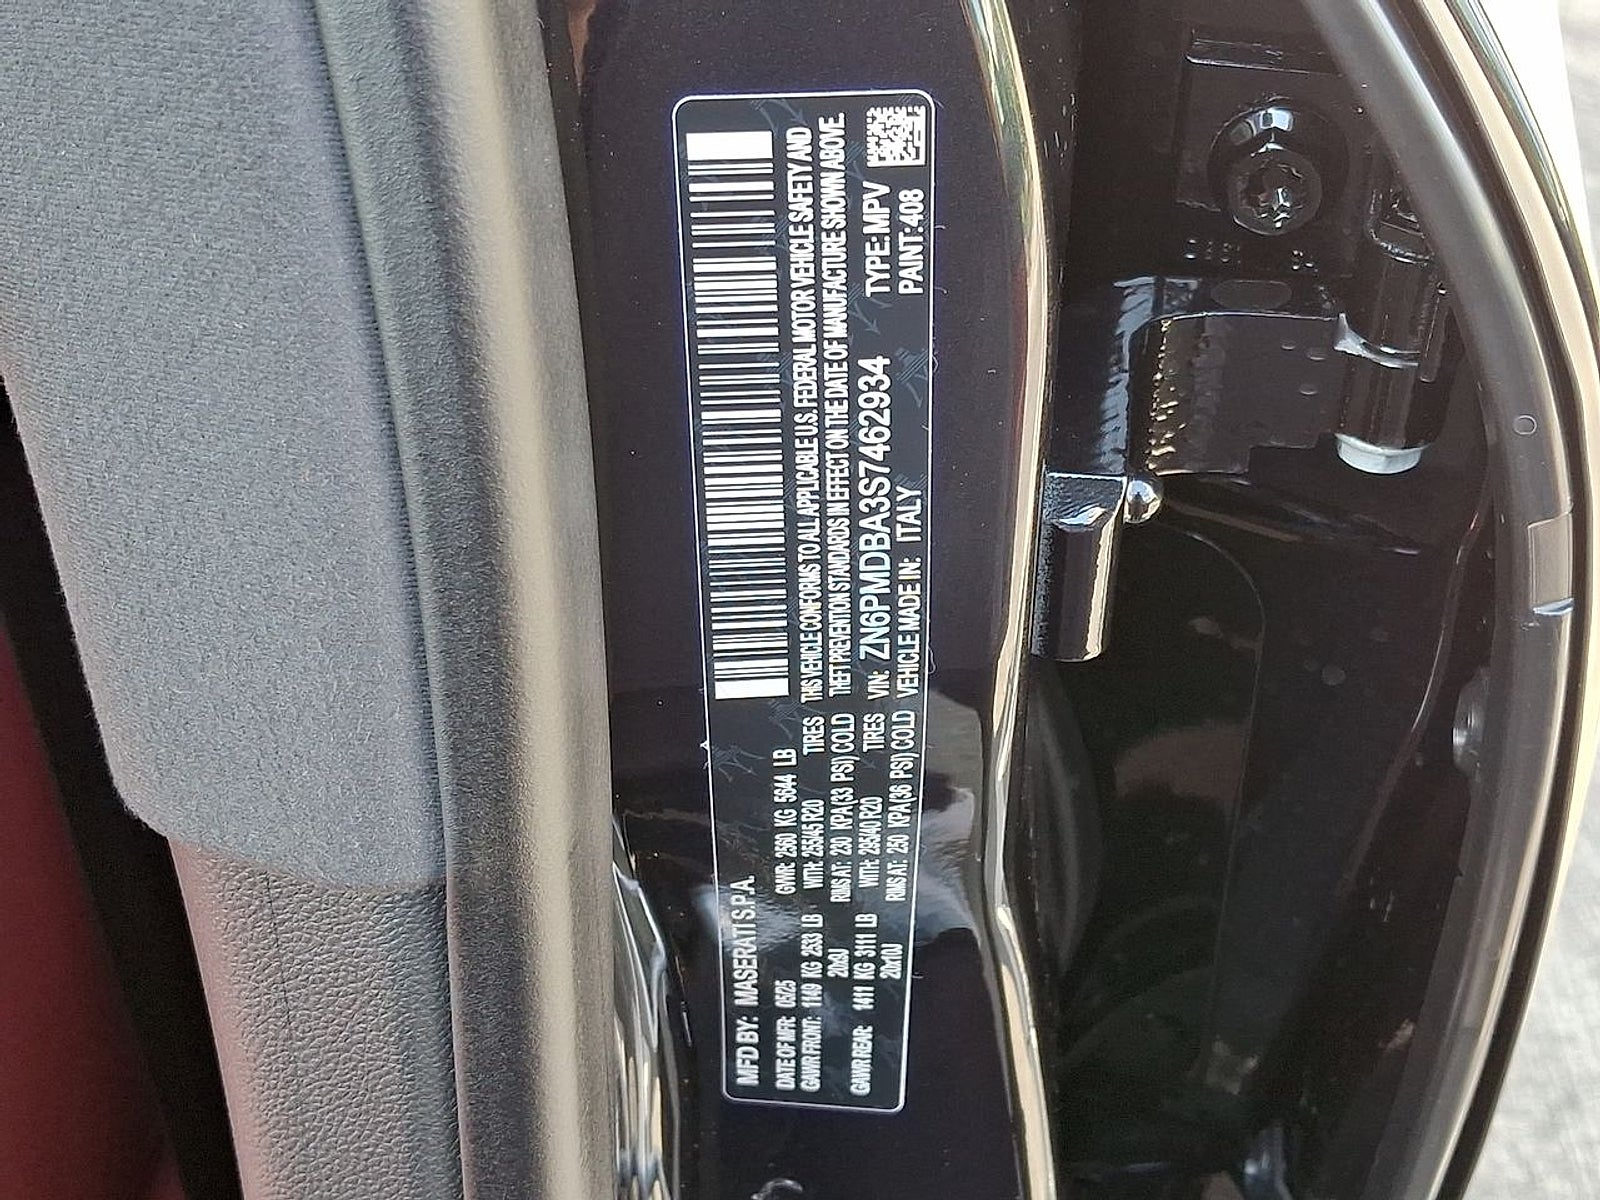 MFD BY: MASERATI S.P.A.
DATE OF MFR: 05/25 GVWR: 2560 KG 5644 LB
GAWR FRONT: 1149 KG 2533 LB WITH: 255/45 R20 TIRES
20x9J RIMS AT: 230 KPA(33 PSI) COLD
GAWR REAR: 1411 KG 3111 LB WITH: 295/40 R20 TIRES
20x10J RIMS AT: 250 KPA(36 PSI) COLD
THIS VEHICLE CONFORMS TO ALL APPLICABLE U.S. FEDERAL MOTOR VEHICLE SAFETY AND
THEFT PREVENTION STANDARDS IN EFFECT ON THE DATE OF MANUFACTURE SHOWN ABOVE.
VIN: ZN6PMDBA3S7462934 TYPE:MPV
VEHICLE MADE IN: ITALY PAINT:408